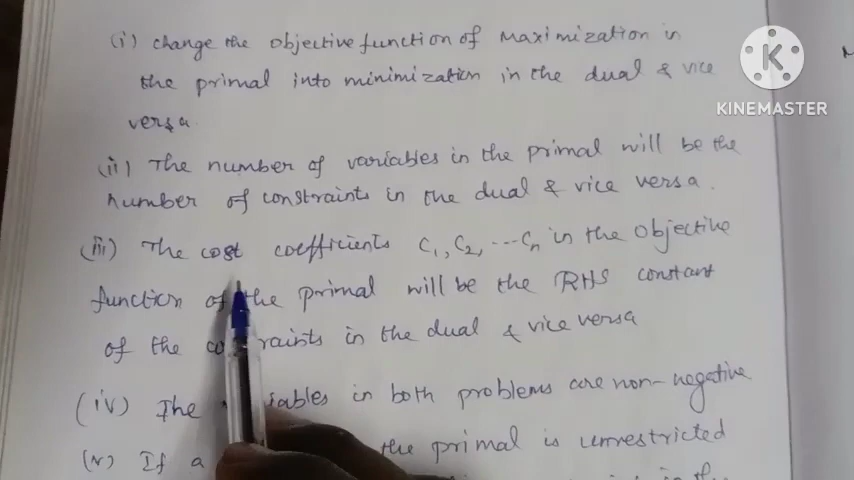 (i) change the objective function of Maximization in
the primal into minimization in the dual & vice
versa.
KINEMASTER
(ii) The number of variables in the primal will be the
number of constraints in the dual & vice versa.
(iii) The cost coefficients C1, C2, ... Cn in the Objective
function of the primal will be the RHS constant
of the in the dual & vice versa
(iv) The in both problems are non-negative
(v) If a the primal is unrestricted
in the